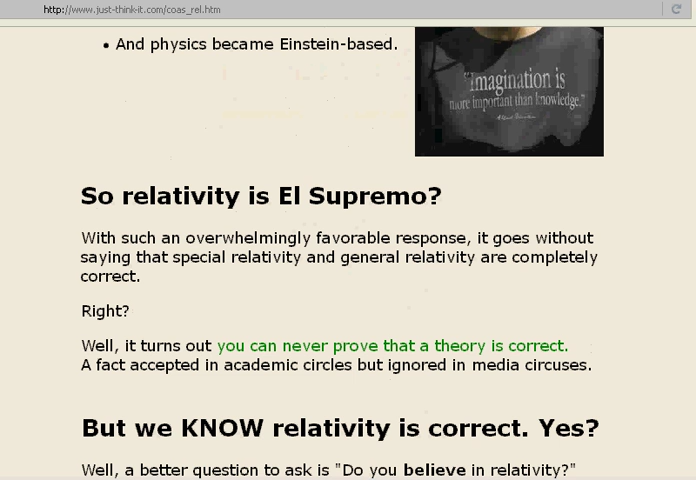 http://www.just-think-it.com/coas_rel.htm
• And physics became Einstein-based.
"Imagination is
more important than knowledge."
So relativity is El Supremo?
With such an overwhelmingly favorable response, it goes without
saying that special relativity and general relativity are completely
correct.
Right?
Well, it turns out you can never prove that a theory is correct.
A fact accepted in academic circles but ignored in media circuses.
But we KNOW relativity is correct. Yes?
Well, a better question to ask is "Do you believe in relativity?"